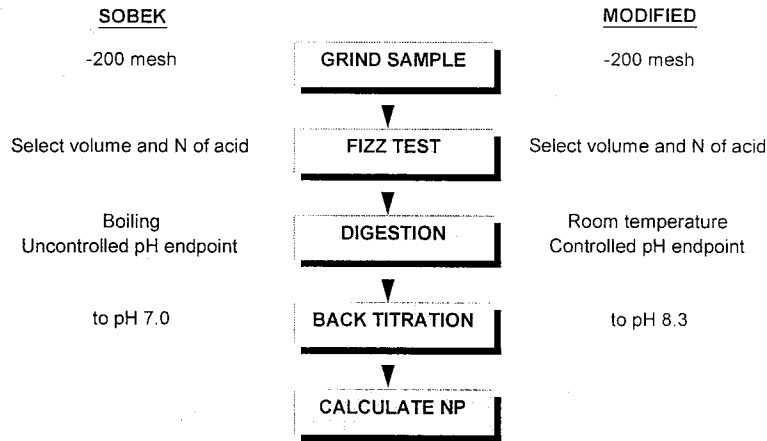 SOBEK
MODIFIED
-200 mesh
GRIND SAMPLE
-200 mesh
Select volume and N of acid
FIZZ TEST
Select volume and N of acid
Boiling
Uncontrolled pH endpoint
DIGESTION
Room temperature
Controlled pH endpoint
to pH 7.0
BACK TITRATION
to pH 8.3
CALCULATE NP